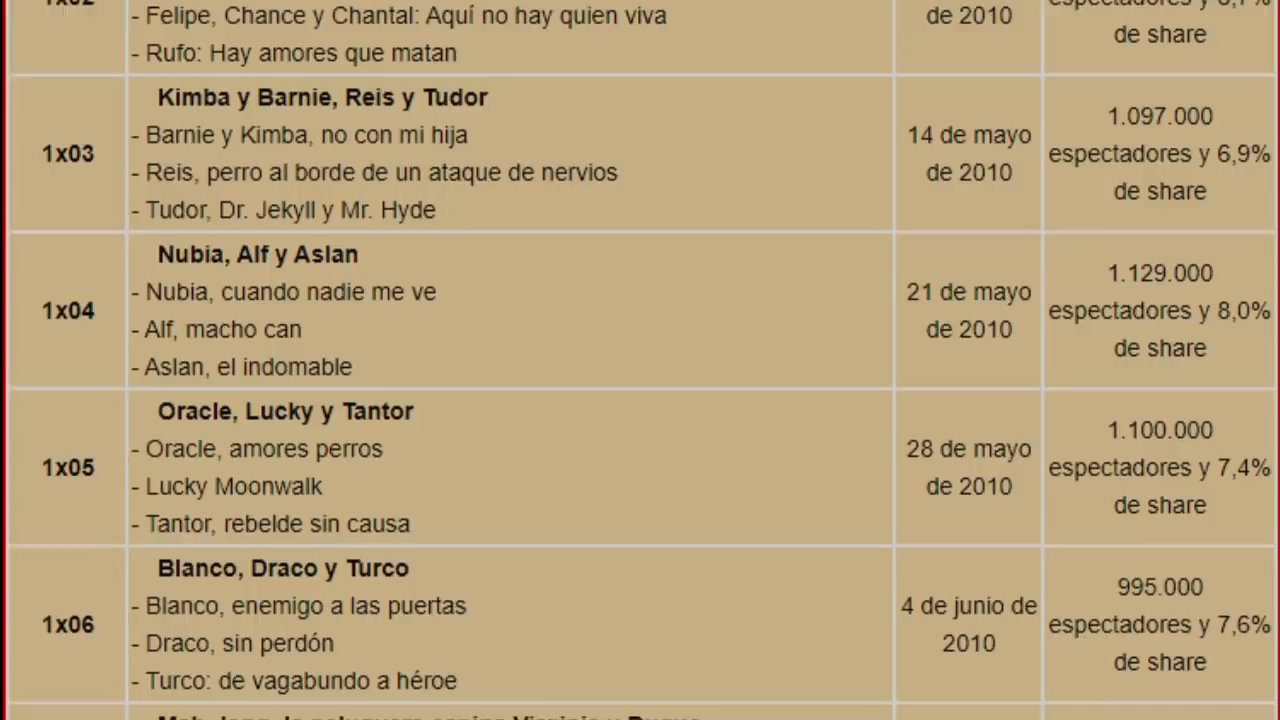 - Felipe, Chance y Chantal: Aquí no hay quien viva
de 2010
de share
- Rufo: Hay amores que matan
1x03
Kimba y Barnie, Reis y Tudor
- Barnie y Kimba, no con mi hija
- Reis, perro al borde de un ataque de nervios
- Tudor, Dr. Jekyll y Mr. Hyde
14 de mayo
de 2010
1.097.000
espectadores y 6,9%
de share
1x04
Nubia, Alf y Aslan
- Nubia, cuando nadie me ve
- Alf, macho can
- Aslan, el indomable
21 de mayo
de 2010
1.129.000
espectadores y 8,0%
de share
1x05
Oracle, Lucky y Tantor
- Oracle, amores perros
- Lucky Moonwalk
- Tantor, rebelde sin causa
28 de mayo
de 2010
1.100.000
espectadores y 7,4%
de share
1x06
Blanco, Draco y Turco
- Blanco, enemigo a las puertas
- Draco, sin perdón
- Turco: de vagabundo a héroe
4 de junio de
2010
995.000
espectadores y 7,6%
de share